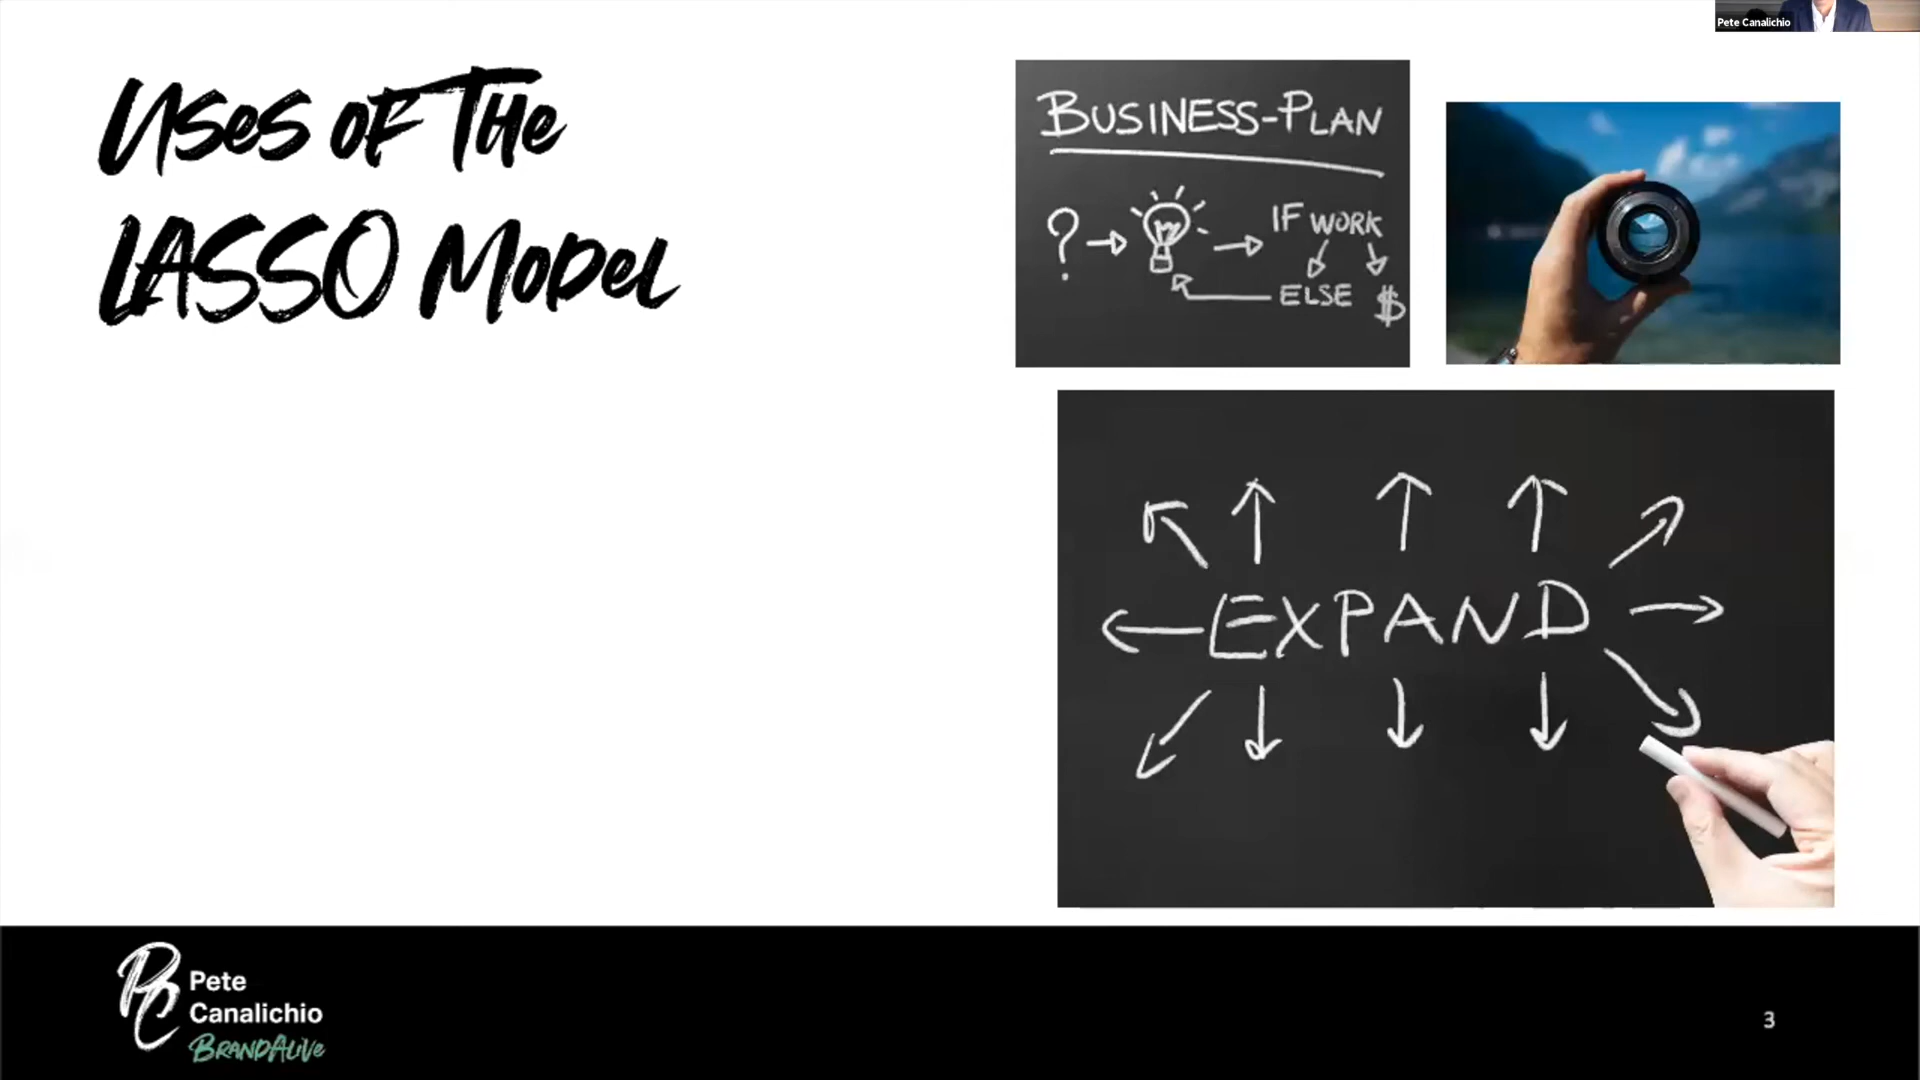 Pete Canalichio
Uses of the
LASSO Model
BUSINESS-PLAN
? → → IF WORK
ELSE $
EXPAND
Pete
Canalichio
BRANDALIVE
3